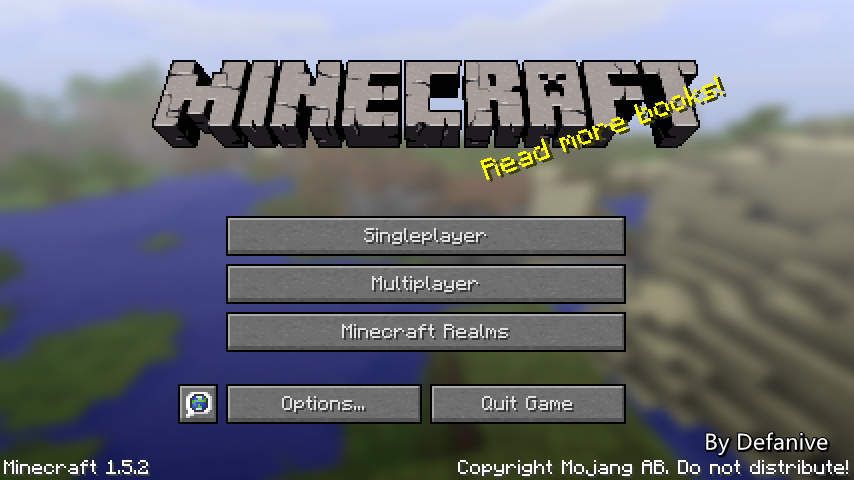 MINECRAFT
Read more books!
Singleplayer
Multiplayer
Minecraft Realms
Options...
Quit Game
By Defanive
Minecraft 1.5.2
Copyright Mojang AB. Do not distribute!